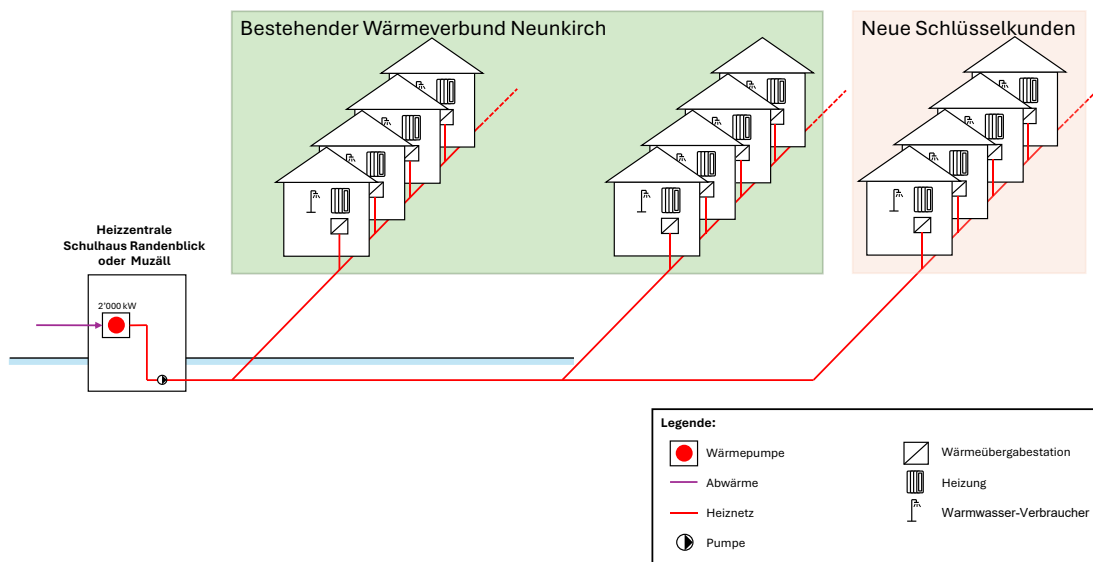 Bestehender Wärmeverbund Neunkirch
Neue Schlüsselkunden
Heizzentrale
Schulhaus Randenblick
oder Muzäll
2'000 kW
Legende:
Wärmepumpe
Abwärme
Heiznetz
Pumpe
Wärmeübergabestation
Heizung
Warmwasser-Verbraucher